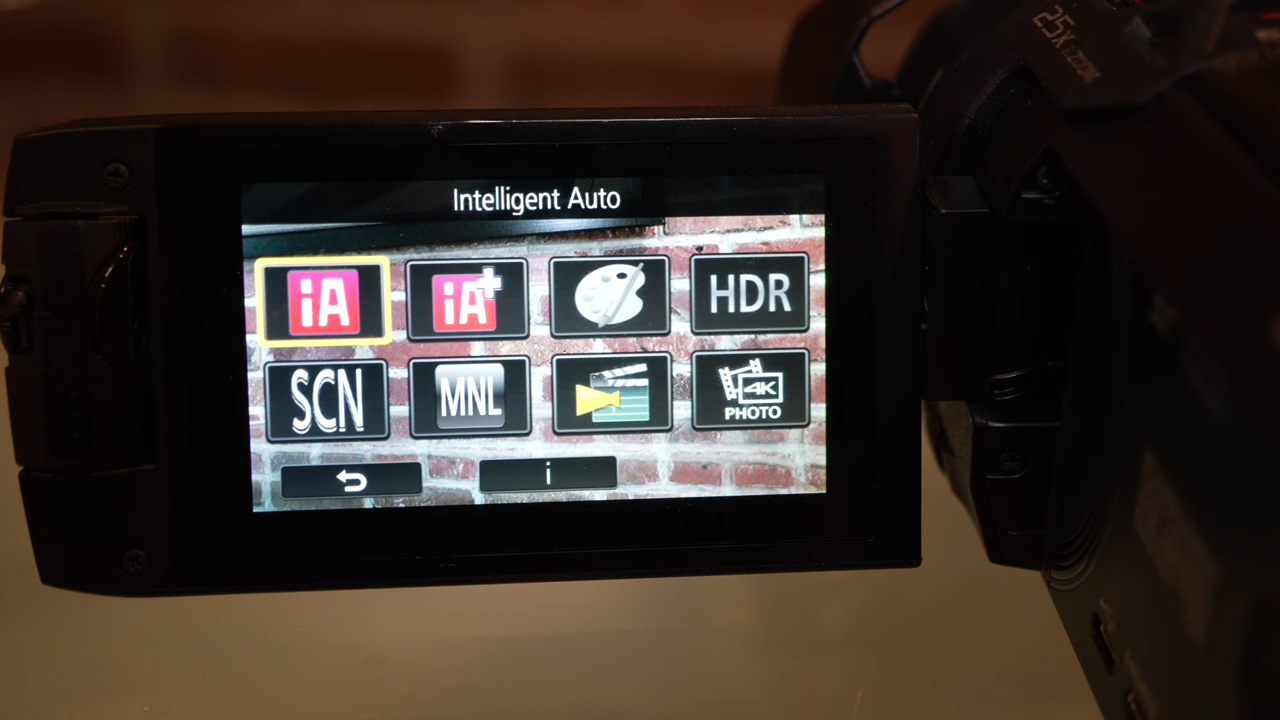 25x i.ZOOM
Intelligent Auto
iA
iA+
HDR
SCN
MNL
4K
PHOTO
i